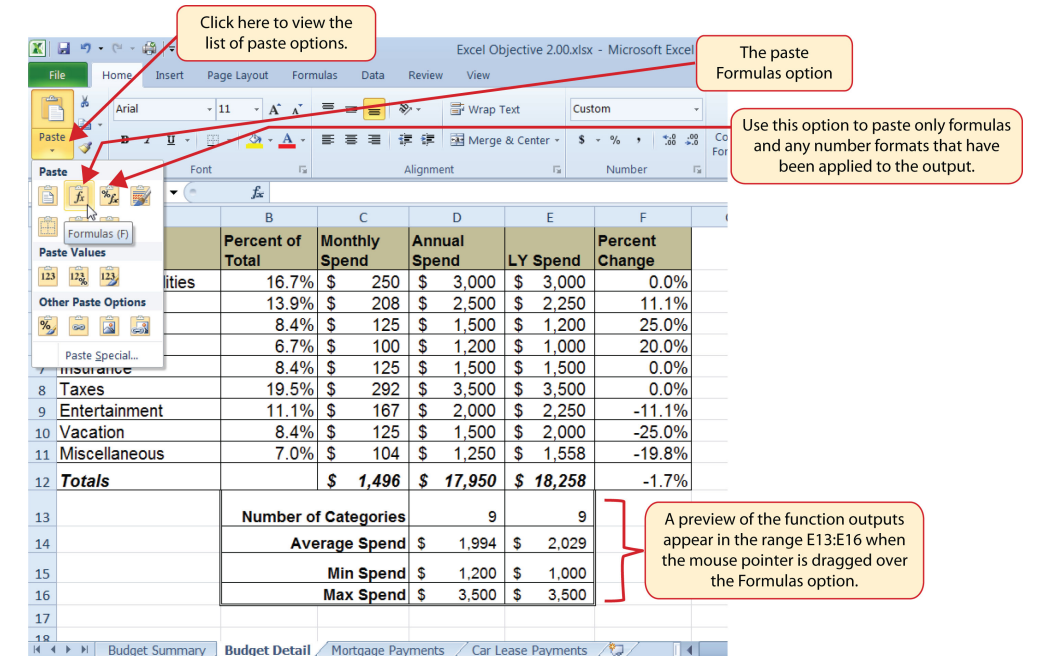 Click here to view the
list of paste options.
Excel Objective 2.00.xlsx - Microsoft Excel
The paste
Formulas option
File Home Insert Page Layout Formulas Data Review View
Arial 11 A A Wrap Text Custom
Use this option to paste only formulas
and any number formats that have
been applied to the output.
Paste B I U A Merge & Center $ % , .00
Co
For
Font Alignment Number
Paste
fx
Formulas (F)
B C D E F
Percent of
Total
Monthly
Spend
Annual
Spend
LY Spend
Percent
Change
Paste Values
123 123 123
lities 16.7% $ 250 $ 3,000 $ 3,000 0.0%
Other Paste Options
13.9% $ 208 $ 2,500 $ 2,250 11.1%
8.4% $ 125 $ 1,500 $ 1,200 25.0%
6.7% $ 100 $ 1,200 $ 1,000 20.0%
Paste Special...
7 Insurance 8.4% $ 125 $ 1,500 $ 1,500 0.0%
8 Taxes 19.5% $ 292 $ 3,500 $ 3,500 0.0%
9 Entertainment 11.1% $ 167 $ 2,000 $ 2,250 -11.1%
10 Vacation 8.4% $ 125 $ 1,500 $ 2,000 -25.0%
11 Miscellaneous 7.0% $ 104 $ 1,250 $ 1,558 -19.8%
12 Totals $ 1,496 $ 17,950 $ 18,258 -1.7%
13 Number of Categories 9 9
14 Average Spend $ 1,994 $ 2,029
15 Min Spend $ 1,200 $ 1,000
16 Max Spend $ 3,500 $ 3,500
17
18
A preview of the function outputs
appear in the range E13:E16 when
the mouse pointer is dragged over
the Formulas option.
Budget Summary Budget Detail Mortgage Payments Car Lease Payments